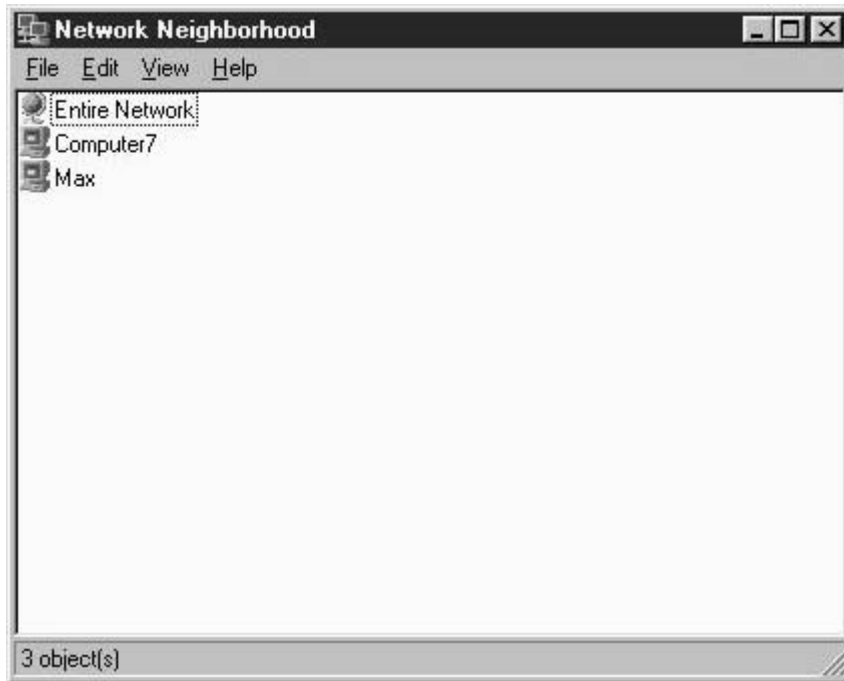 Network Neighborhood
File Edit View Help
Entire Network
Computer7
Max
3 object(s)